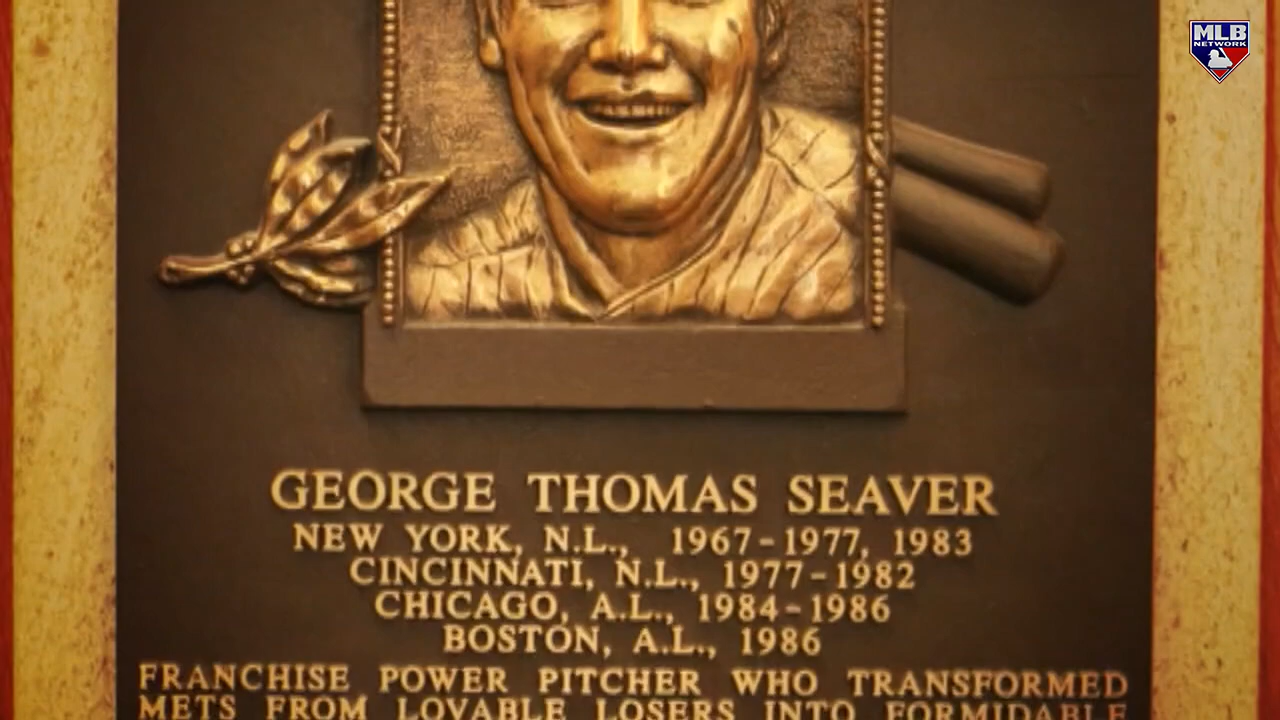 MLB
NETWORK
GEORGE THOMAS SEAVER
NEW YORK, N.L., 1967-1977, 1983
CINCINNATI, N.L., 1977-1982
CHICAGO, A.L., 1984-1986
BOSTON, A.L., 1986
FRANCHISE POWER PITCHER WHO TRANSFORMED
METS FROM LOVABLE LOSERS INTO FORMIDABLE